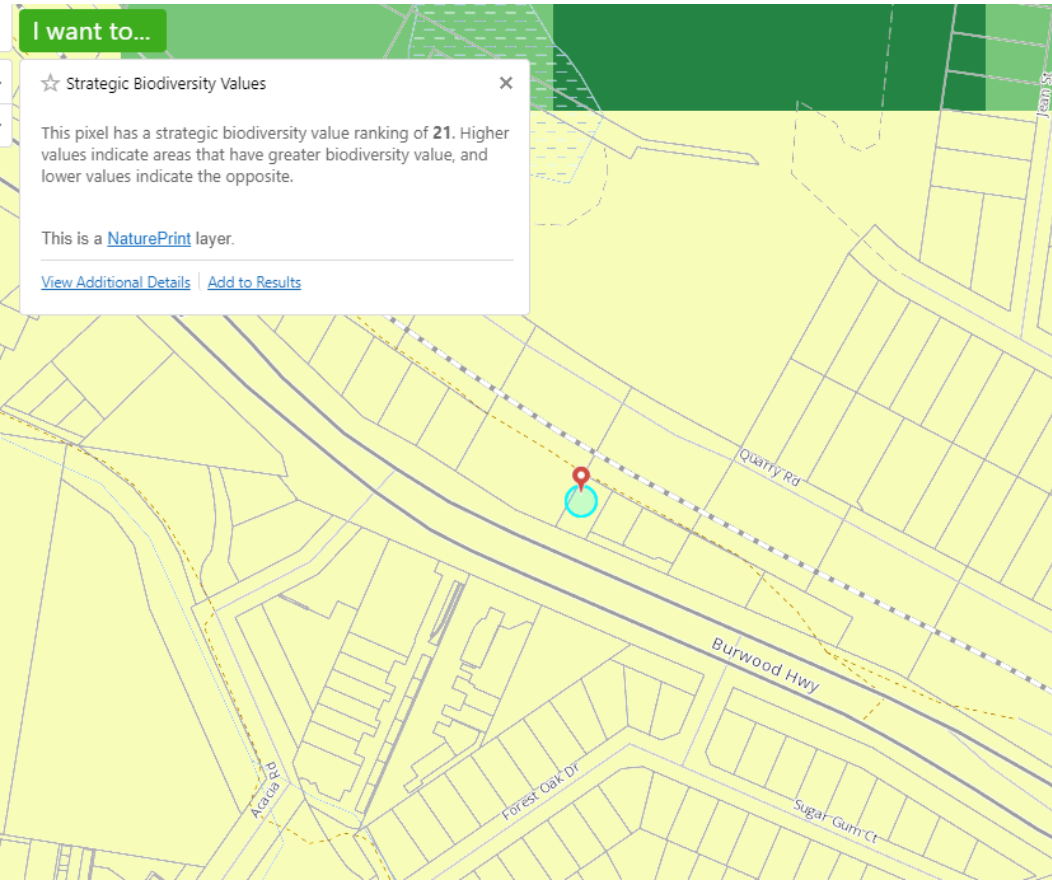 I want to...
Strategic Biodiversity Values
This pixel has a strategic biodiversity value ranking of 21. Higher
values indicate areas that have greater biodiversity value, and
lower values indicate the opposite.
This is a NaturePrint layer.
View Additional Details | Add to Results
Jean St
Quarry Rd
Burwood Hwy
Forest Oak Dr
Acacia Rd
Sugar Gum Ct